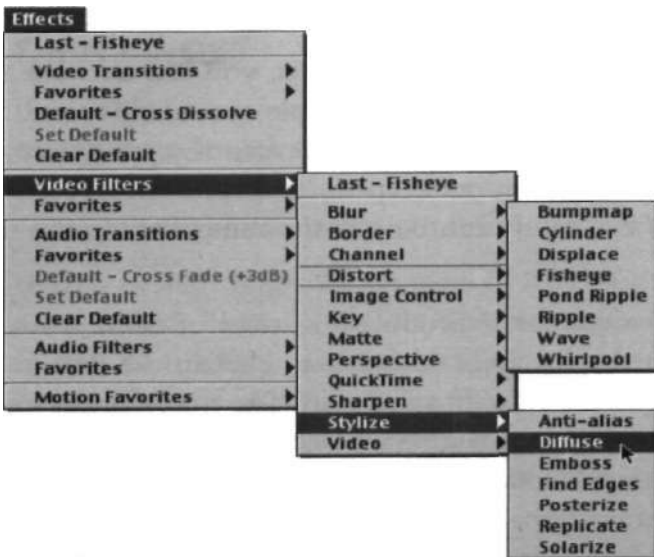 Effects
Last - Fisheye
Video Transitions
Favorites
Default - Cross Dissolve
Set Default
Clear Default
Video Filters
Favorites
Audio Transitions
Favorites
Default - Cross Fade (+3dB)
Set Default
Clear Default
Audio Filters
Favorites
Motion Favorites
Last - Fisheye
Blur
Border
Channel
Distort
Image Control
Key
Matte
Perspective
QuickTime
Sharpen
Stylize
Video
Bumpmap
Cylinder
Displace
Fisheye
Pond Ripple
Ripple
Wave
Whirlpool
Anti-alias
Diffuse
Emboss
Find Edges
Posterize
Replicate
Solarize